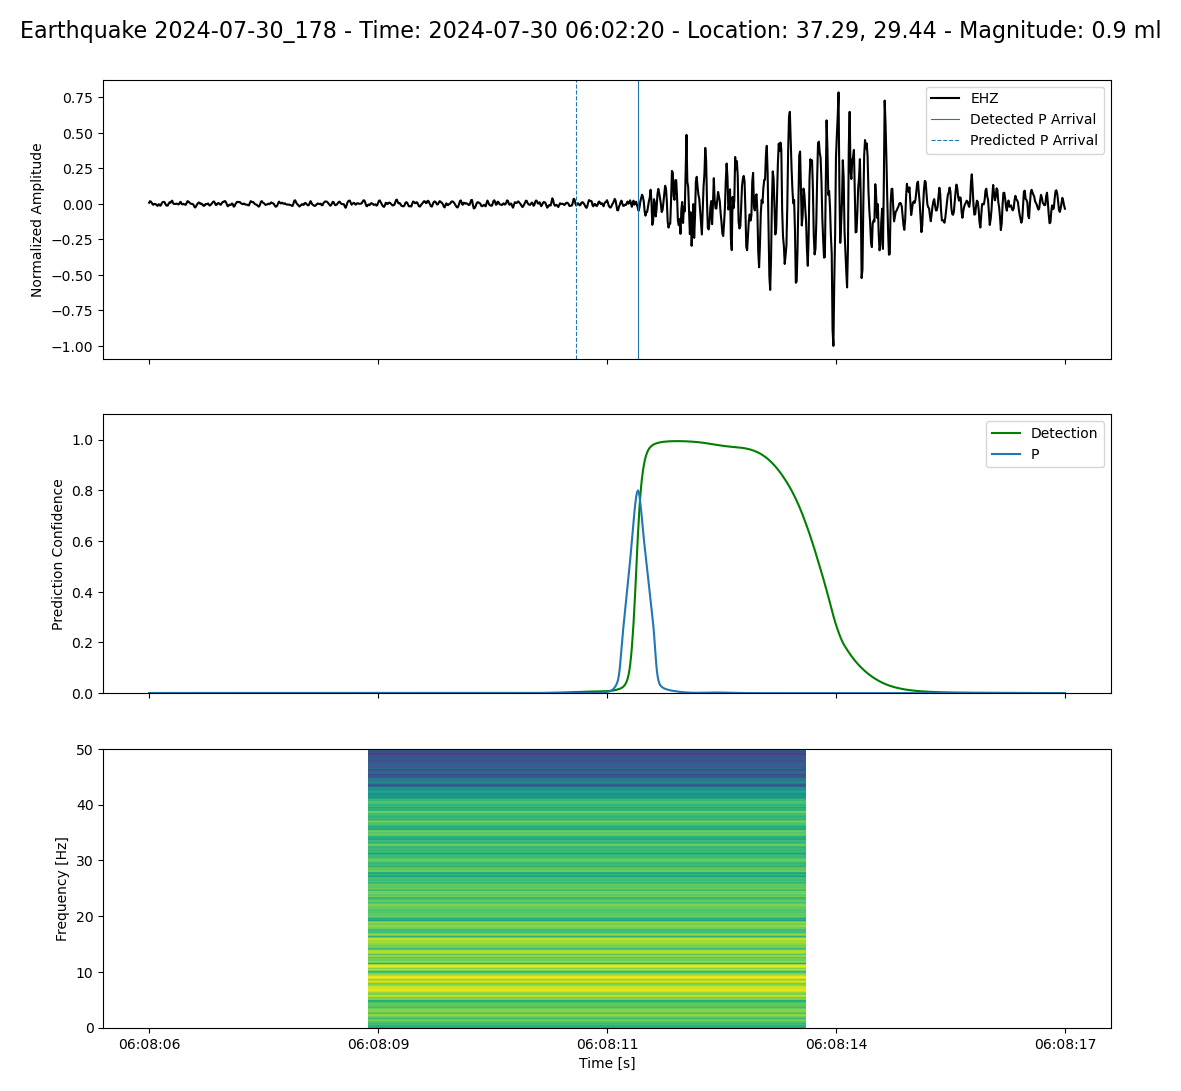 Earthquake 2024-07-30_178 - Time: 2024-07-30 06:02:20 - Location: 37.29, 29.44 - Magnitude: 0.9 ml
Normalized Amplitude
0.75
0.50
0.25
0.00
−0.25
−0.50
−0.75
−1.00
EHZ
Detected P Arrival
Predicted P Arrival
Prediction Confidence
1.0
0.8
0.6
0.4
0.2
0.0
Detection
P
Frequency [Hz]
50
40
30
20
10
0
06:08:06 06:08:09 06:08:11 06:08:14 06:08:17
Time [s]